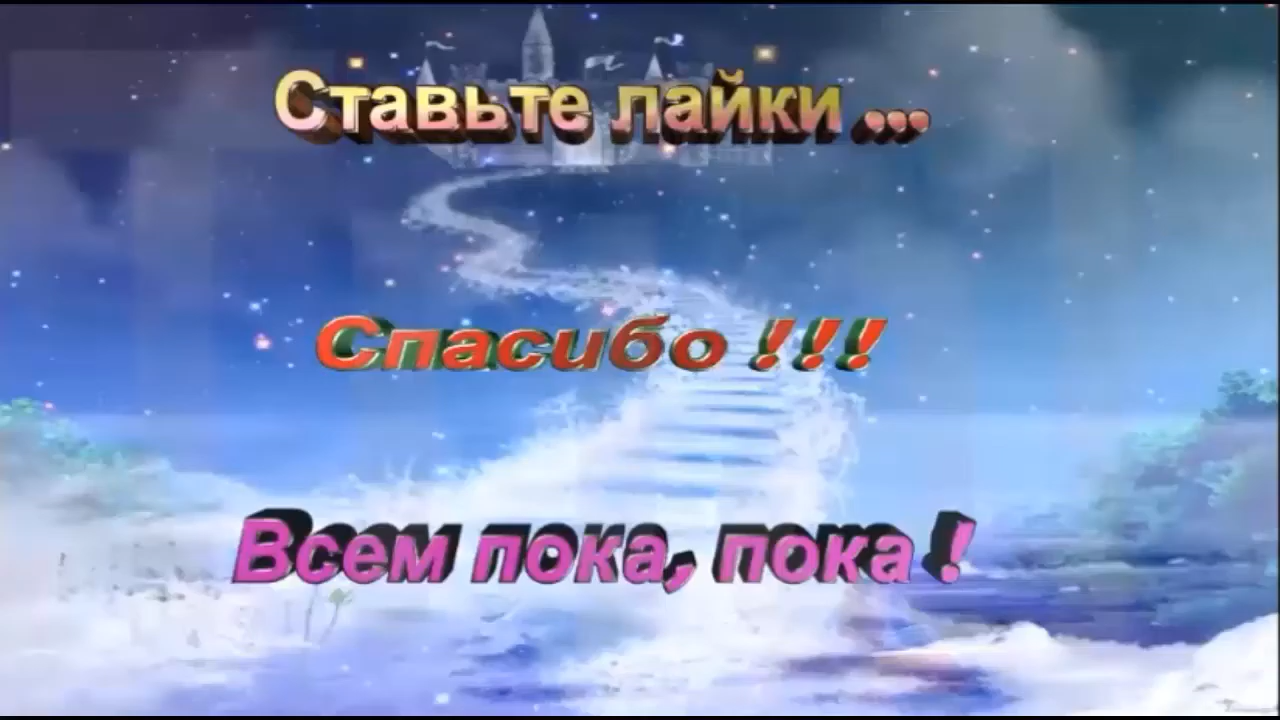 Ставьте лайки ...
Спасибо !!!
Всем пока, пока !